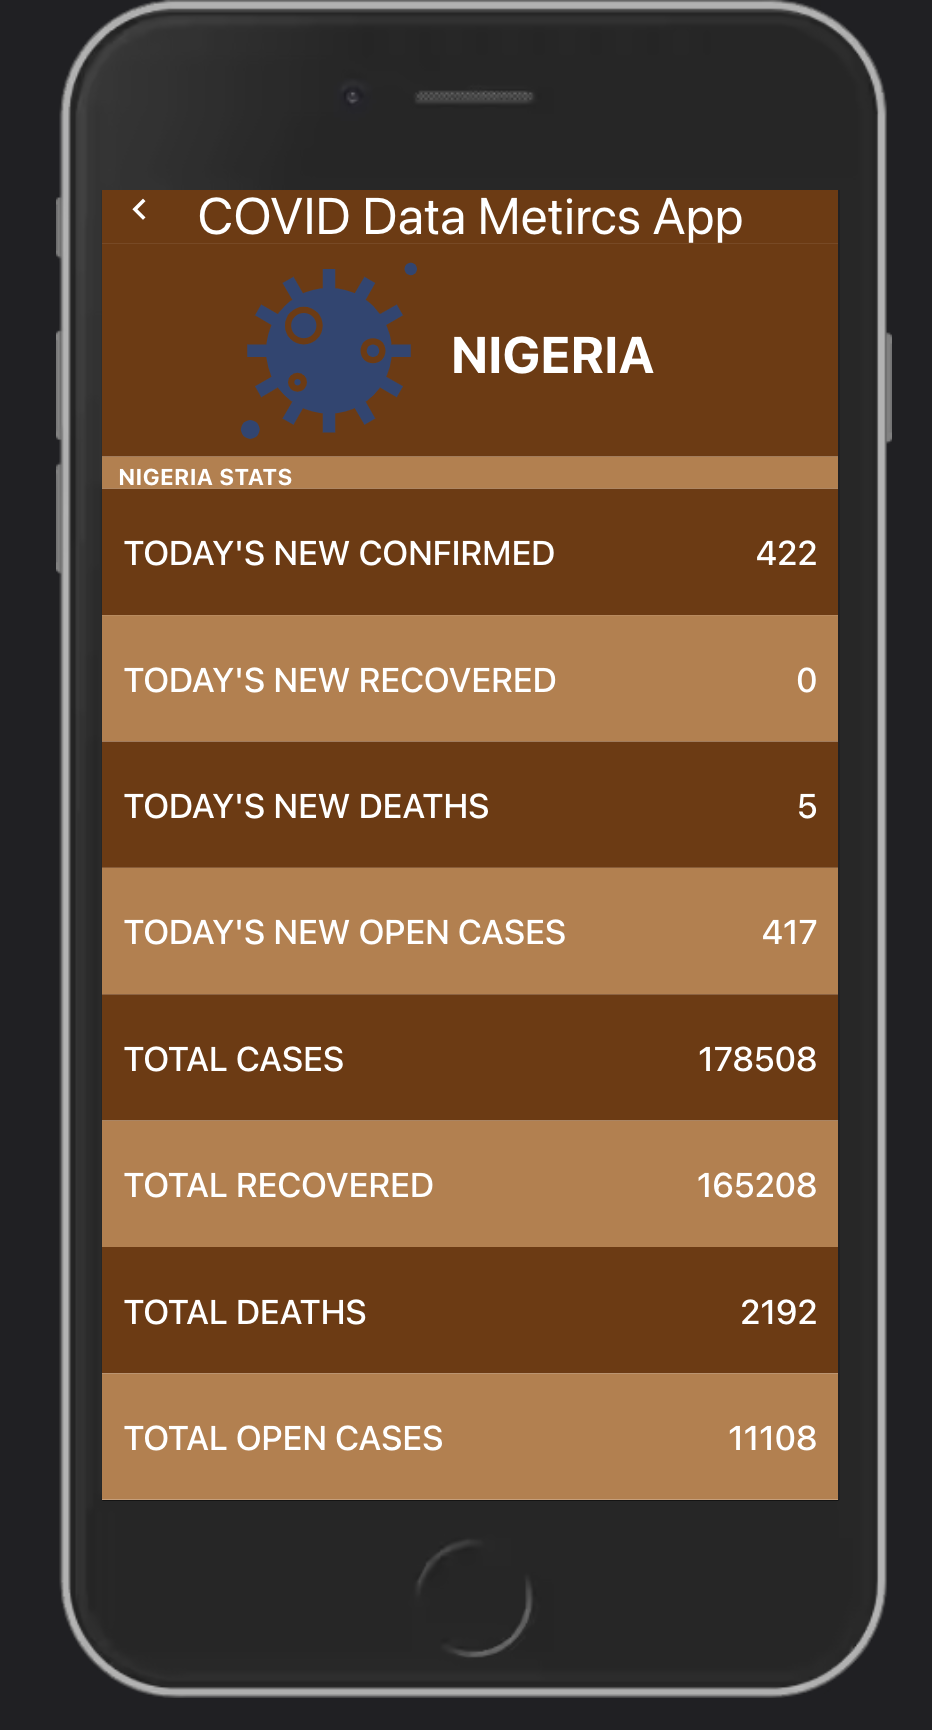 COVID Data Metircs App
NIGERIA
NIGERIA STATS
TODAY'S NEW CONFIRMED 422
TODAY'S NEW RECOVERED 0
TODAY'S NEW DEATHS 5
TODAY'S NEW OPEN CASES 417
TOTAL CASES 178508
TOTAL RECOVERED 165208
TOTAL DEATHS 2192
TOTAL OPEN CASES 11108